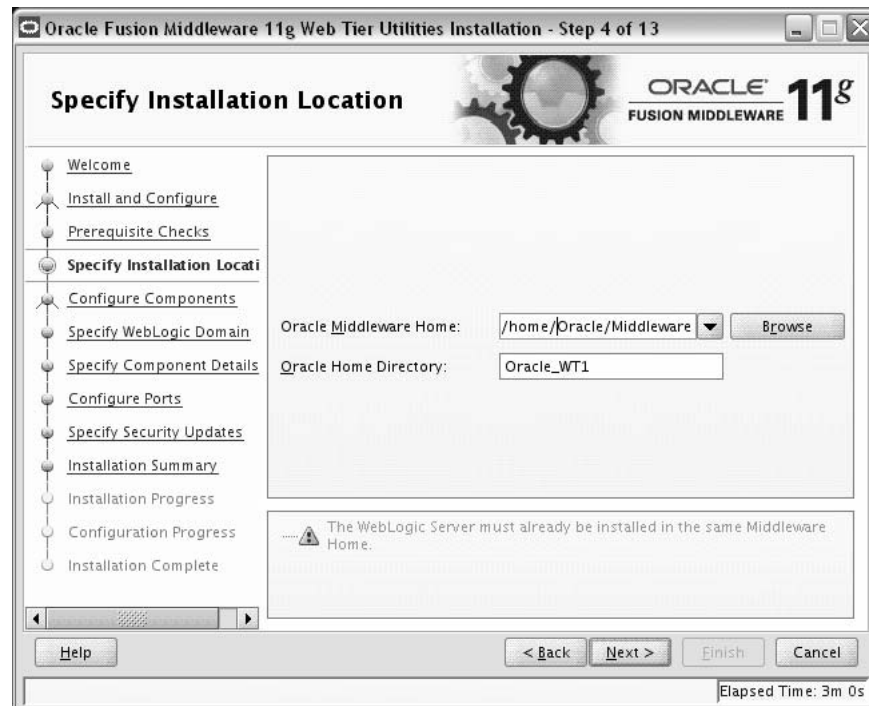 Oracle Fusion Middleware 11g Web Tier Utilities Installation - Step 4 of 13
Specify Installation Location
ORACLE
FUSION MIDDLEWARE
11g
Welcome
Install and Configure
Prerequisite Checks
Specify Installation Locati
Configure Components
Specify WebLogic Domain
Specify Component Details
Configure Ports
Specify Security Updates
Installation Summary
Installation Progress
Configuration Progress
Installation Complete
Oracle Middleware Home:
/home/Oracle/Middleware
Browse
Oracle Home Directory:
Oracle_WT1
The WebLogic Server must already be installed in the same Middleware
Home.
Help
< Back
Next >
Finish
Cancel
Elapsed Time: 3m 0s